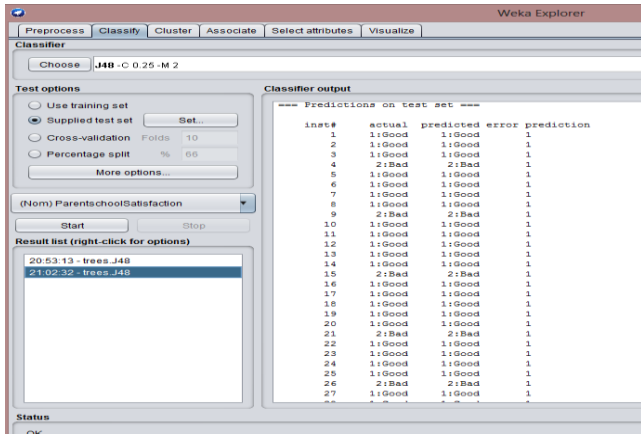 Weka Explorer
Preprocess Classify Cluster Associate Select attributes Visualize
Classifier
Choose J48 -C 0.25 -M 2
Test options
Use training set
Supplied test set Set...
Cross-validation Folds 10
Percentage split % 66
More options...
(Nom) ParentschoolSatisfaction
Start Stop
Result list (right-click for options)
20:53:13 - trees.J48
21:02:32 - trees.J48
Classifier output
=== Predictions on test set ===
inst# actual predicted error prediction
1 1:Good 1:Good 1
2 1:Good 1:Good 1
3 1:Good 1:Good 1
4 2:Bad 2:Bad 1
5 1:Good 1:Good 1
6 1:Good 1:Good 1
7 1:Good 1:Good 1
8 1:Good 1:Good 1
9 2:Bad 2:Bad 1
10 1:Good 1:Good 1
11 1:Good 1:Good 1
12 1:Good 1:Good 1
13 1:Good 1:Good 1
14 1:Good 1:Good 1
15 2:Bad 2:Bad 1
16 1:Good 1:Good 1
17 1:Good 1:Good 1
18 1:Good 1:Good 1
19 1:Good 1:Good 1
20 1:Good 1:Good 1
21 2:Bad 2:Bad 1
22 1:Good 1:Good 1
23 1:Good 1:Good 1
24 1:Good 1:Good 1
25 1:Good 1:Good 1
26 2:Bad 2:Bad 1
27 1:Good 1:Good 1
Status
OK